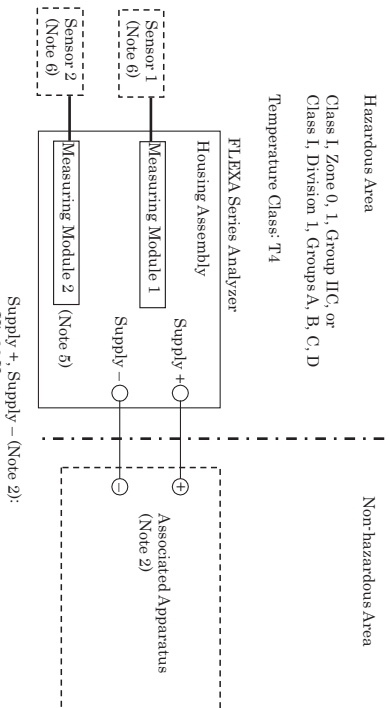 Hazardous Area
Non-hazardous Area
Class I, Zone 0, 1, Group IIC, or
Class I, Division 1, Groups A, B, C, D
Temperature Class: T4
FLEXA Series Analyzer
Housing Assembly
Sensor 1
(Note 6)
Measuring Module 1
Supply +
+
Associated Apparatus
(Note 2)
Sensor 2
(Note 6)
Measuring Module 2
(Note 5)
Supply –
–
Supply +, Supply – (Note 2):